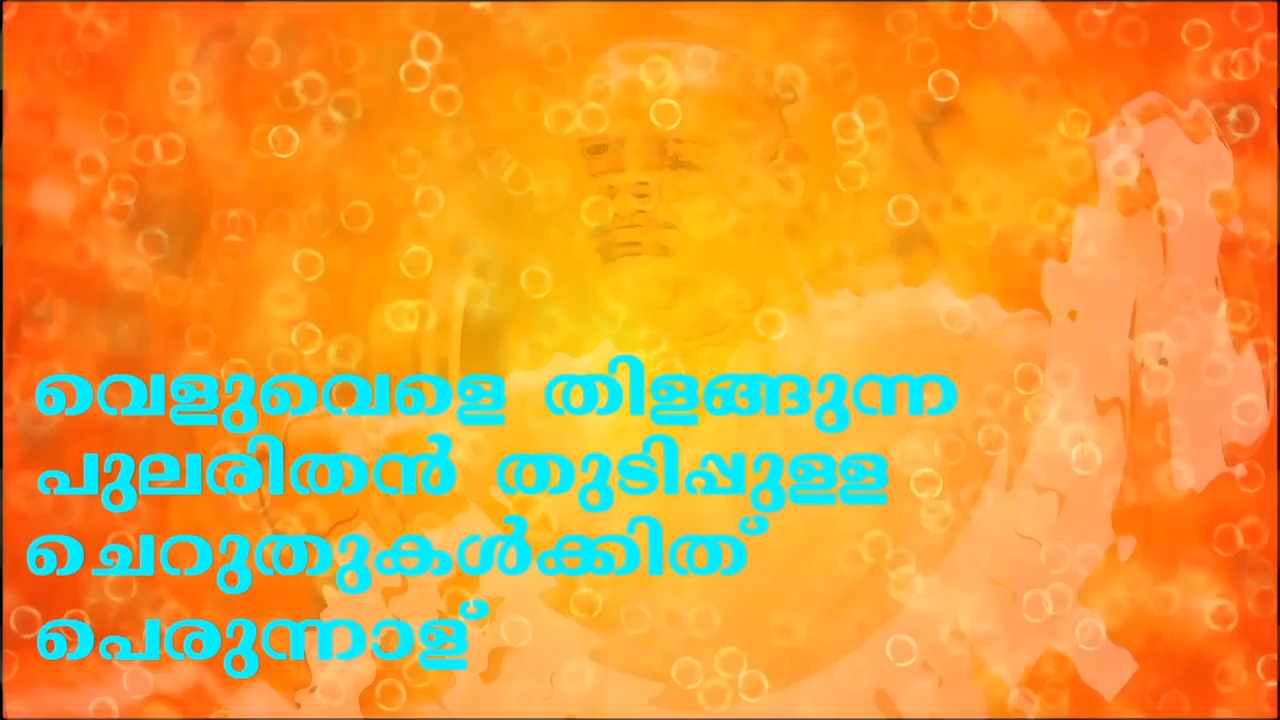 വെളുവെളെ തിളങ്ങുന്ന
പുലരിതൻ തുടിപ്പുള്ള
ചെറുതുകൾക്കിത്
പെരുന്നാള്